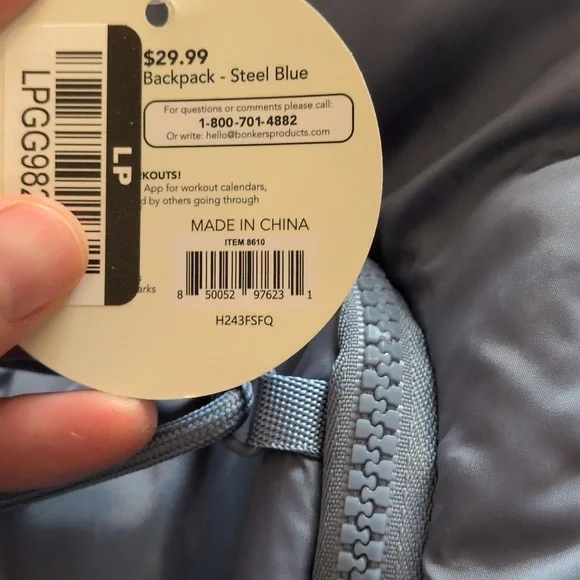 $29.99
Backpack - Steel Blue
For questions or comments please call:
1-800-701-4882
Or write: hello@bonkersproducts.com
LP
LPGG982
KOUTS!
App for workout calendars,
d by others going through
MADE IN CHINA
ITEM 8610
8 50052 97623 1
H243FSFQ
arks